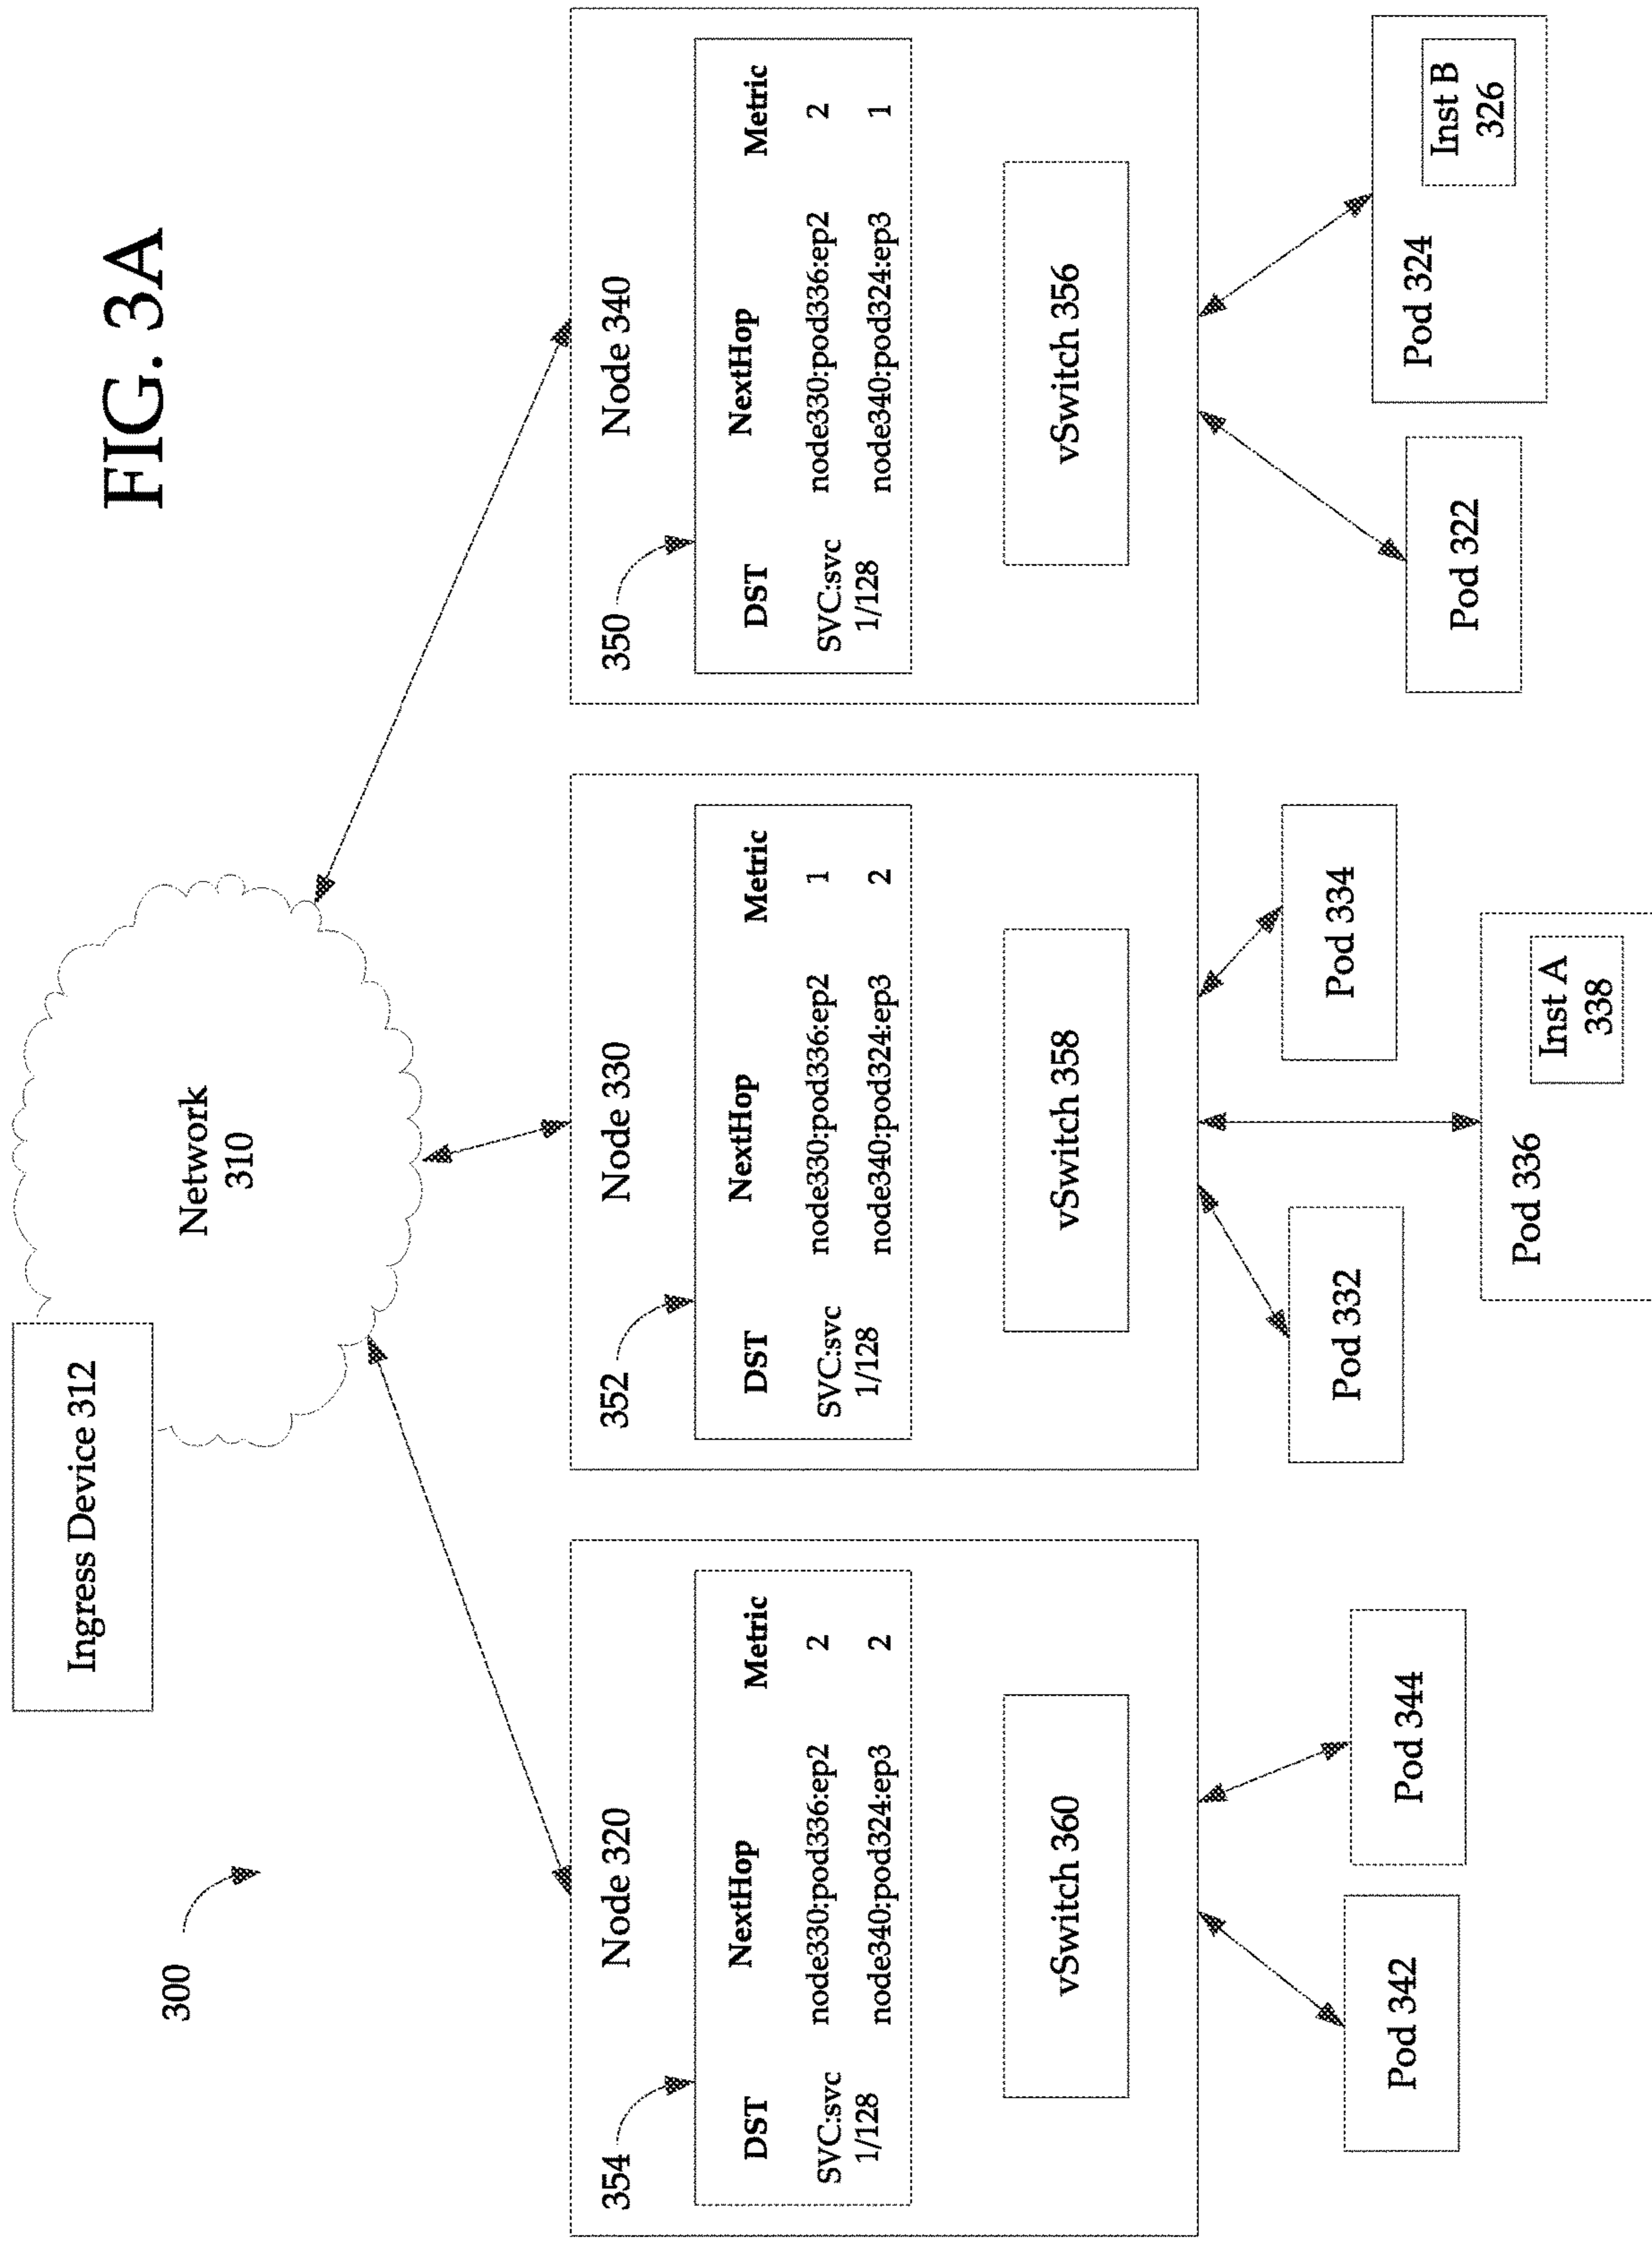 Ingress Device 312
Network
310
300
Node 320
354
DST NextHop Metric
SVC:svc node330:pod336:ep2 2
1/128 node340:pod324:ep3 2
vSwitch 360
Pod 342
Pod 344
Node 330
352
DST NextHop Metric
SVC:svc node330:pod336:ep2 1
1/128 node340:pod324:ep3 2
vSwitch 358
Pod 332
Pod 334
Pod 336
Inst A
338
Node 340
350
DST NextHop Metric
SVC:svc node330:pod336:ep2 2
1/128 node340:pod324:ep3 1
vSwitch 356
Pod 322
Pod 324
Inst B
326
FIG. 3A